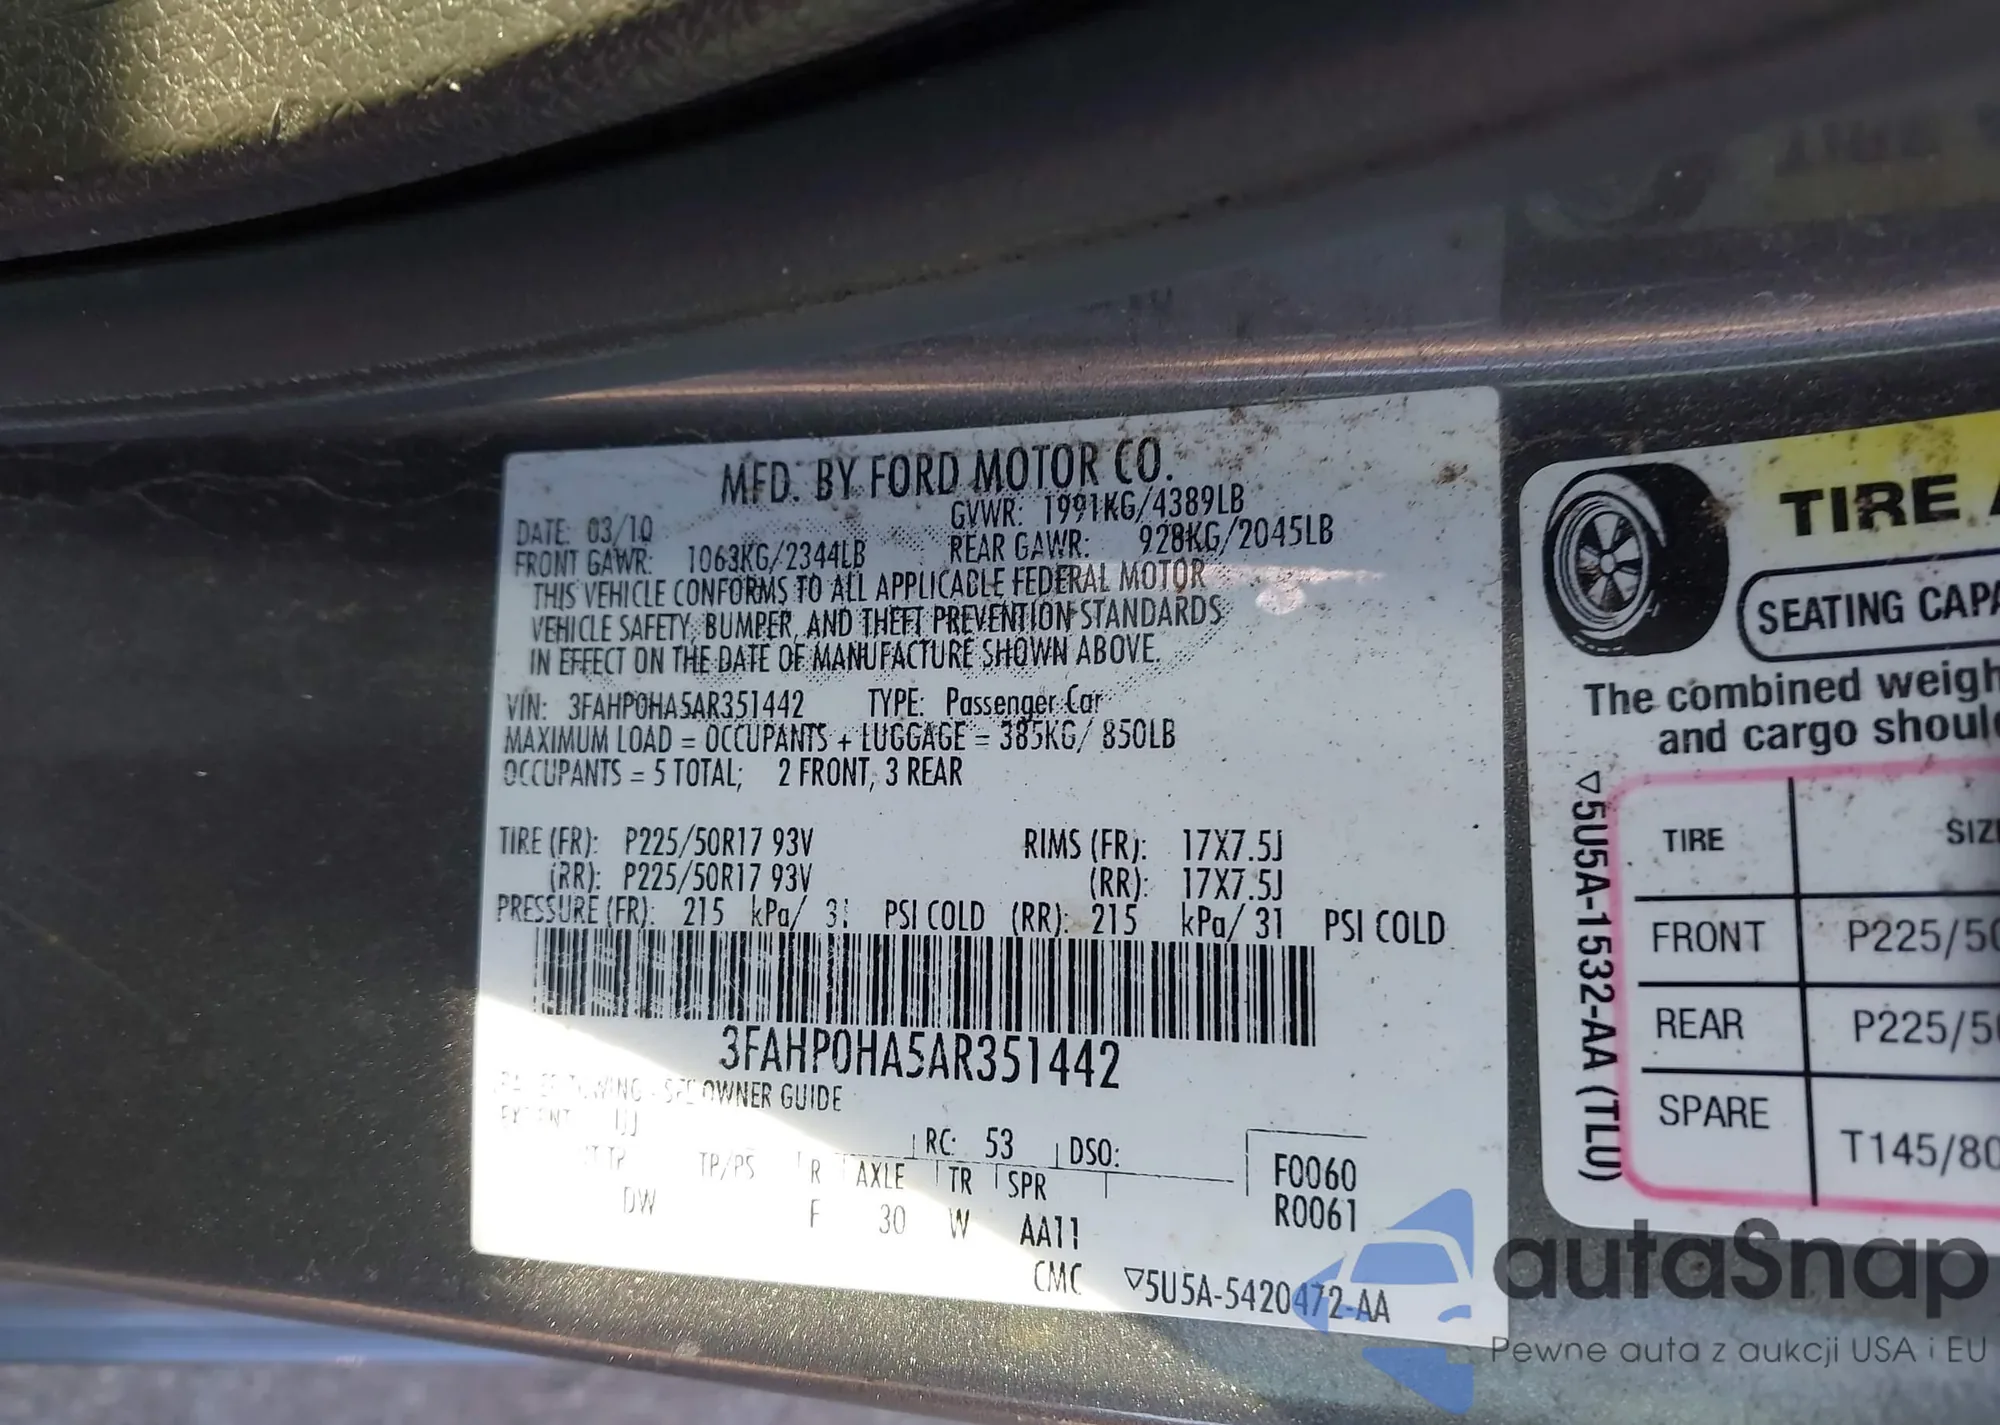 MFD. BY FORD MOTOR CO.
DATE: 03/10 GVWR: 1991KG/4389LB
FRONT GAWR: 1063KG/2344LB REAR GAWR: 928KG/2045LB
THIS VEHICLE CONFORMS TO ALL APPLICABLE FEDERAL MOTOR
VEHICLE SAFETY, BUMPER, AND THEFT PREVENTION STANDARDS
IN EFFECT ON THE DATE OF MANUFACTURE SHOWN ABOVE.
VIN: 3FAHP0HA5AR351442 TYPE: Passenger Car
MAXIMUM LOAD = OCCUPANTS + LUGGAGE = 385KG/ 850LB
OCCUPANTS = 5 TOTAL; 2 FRONT, 3 REAR
TIRE (FR): P225/50R17 93V RIMS (FR): 17X7.5J
(RR): P225/50R17 93V (RR): 17X7.5J
PRESSURE (FR): 215 kPa/ 31 PSI COLD (RR): 215 kPa/ 31 PSI COLD
3FAHP0HA5AR351442
OWNER GUIDE
RC: 53 DSO:
TP/PS R AXLE TR SPR
F0060
DW F 30 W AA11
R0061
CMC ▽5U5A-5420472-AA
TIRE
SEATING
The combined
and cargo
▽5U5A-1532-AA (TLU)
TIRE
FRONT P225/50
REAR P225/5
SPARE T145/80
autaSnap
Pewne auta z aukcji USA i EU